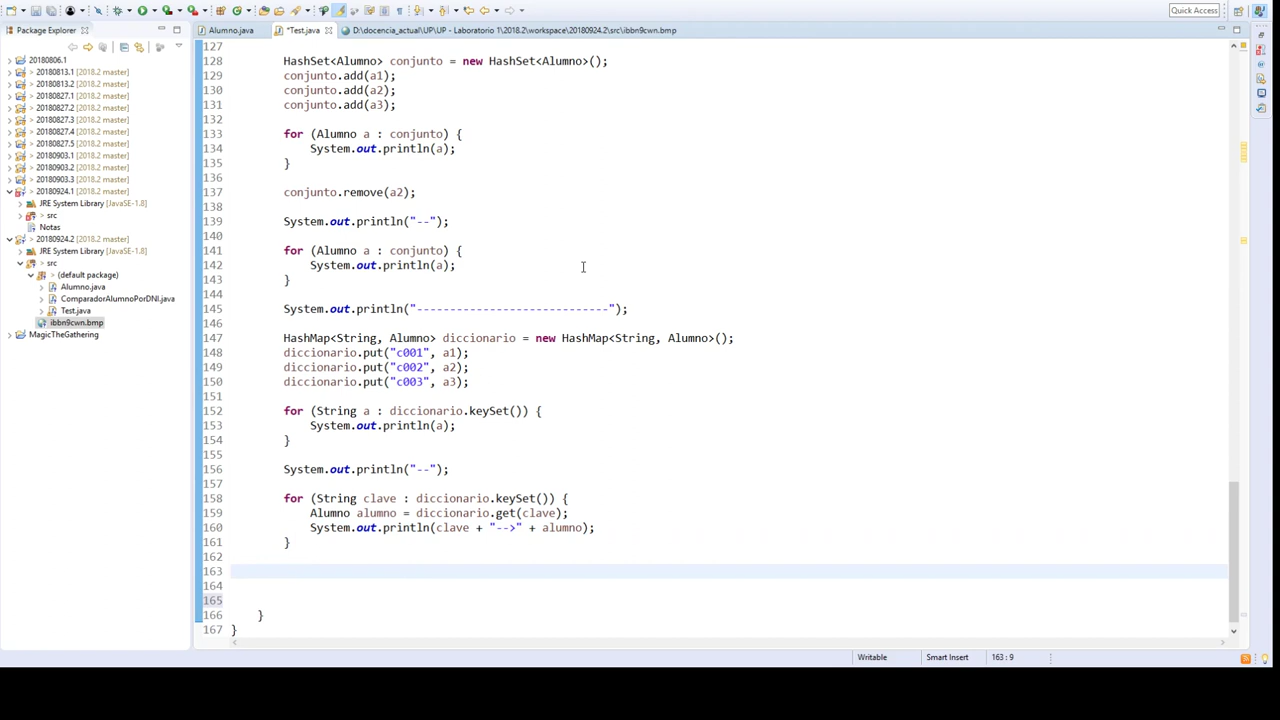 Quick Access
Package Explorer
Alumno.java
*Test.java
D:\docencia_actual\UP\UP - Laboratorio 1\2018.2\workspace\20180924.2\src\ibbn9cwn.bmp
20180806.1
> 20180813.1 [2018.2 master]
> 20180813.2 [2018.2 master]
> 20180827.1 [2018.2 master]
> 20180827.2 [2018.2 master]
> 20180827.3 [2018.2 master]
> 20180827.4 [2018.2 master]
> 20180827.5 [2018.2 master]
> 20180903.1 [2018.2 master]
> 20180903.2 [2018.2 master]
> 20180903.3 [2018.2 master]
> 20180924.1 [2018.2 master]
JRE System Library [JavaSE-1.8]
> src
Notas
> 20180924.2 [2018.2 master]
JRE System Library [JavaSE-1.8]
src
(default package)
Alumno.java
ComparadorAlumnoPorDNI.java
Test.java
ibbn9cwn.bmp
MagicTheGathering
127
128 HashSet<Alumno> conjunto = new HashSet<Alumno>();
129 conjunto.add(a1);
130 conjunto.add(a2);
131 conjunto.add(a3);
132
133 for (Alumno a : conjunto) {
134 System.out.println(a);
135 }
136
137 conjunto.remove(a2);
138
139 System.out.println("--");
140
141 for (Alumno a : conjunto) {
142 System.out.println(a);
143 }
144
145 System.out.println("-----------------------------");
146
147 HashMap<String, Alumno> diccionario = new HashMap<String, Alumno>();
148 diccionario.put("c001", a1);
149 diccionario.put("c002", a2);
150 diccionario.put("c003", a3);
151
152 for (String a : diccionario.keySet()) {
153 System.out.println(a);
154 }
155
156 System.out.println("--");
157
158 for (String clave : diccionario.keySet()) {
159 Alumno alumno = diccionario.get(clave);
160 System.out.println(clave + "-->" + alumno);
161 }
162
163
164
165
166 }
167 }
Writable
Smart Insert
163 : 9